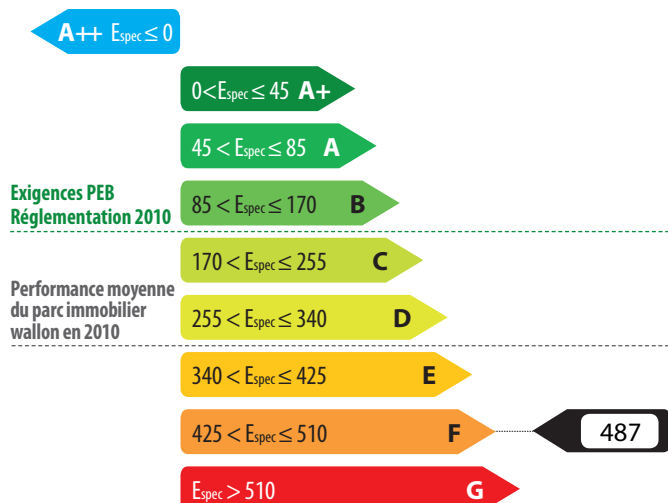 A++ Espec ≤ 0
0<Espec ≤ 45 A+
45 < Espec ≤ 85 A
Exigences PEB
Réglementation 2010
85 < Espec ≤ 170 B
170 < Espec ≤ 255 C
Performance moyenne
du parc immobilier
wallon en 2010
255 < Espec ≤ 340 D
340 < Espec ≤ 425 E
425 < Espec ≤ 510 F
487
Espec > 510 G